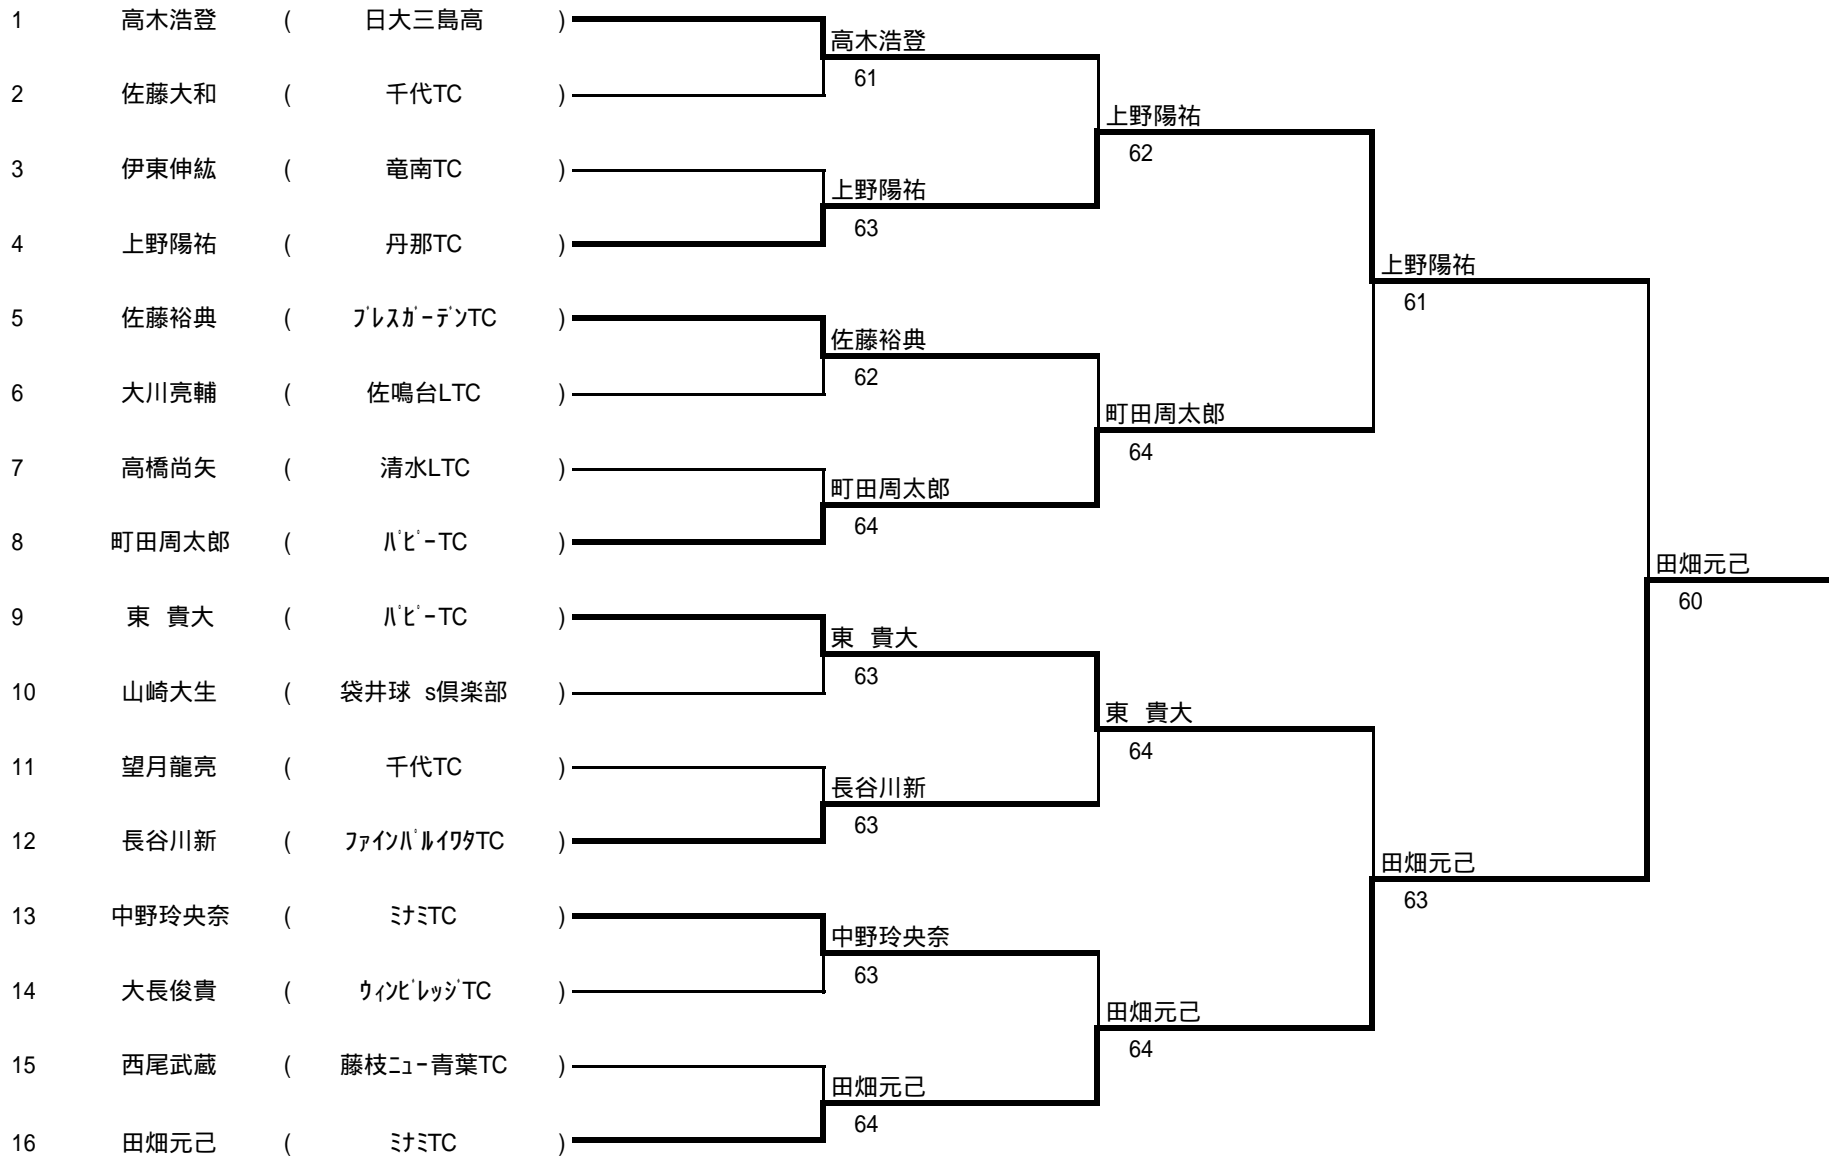 1 高木浩登 ( 日大三島高 )
高木浩登
61
2 佐藤大和 ( 千代TC )
上野陽祐
62
3 伊東伸紘 ( 竜南TC )
上野陽祐
63
4 上野陽祐 ( 丹那TC )
上野陽祐
61
5 佐藤裕典 ( ﾌﾞﾚｽｶﾞｰﾃﾞﾝTC )
佐藤裕典
62
6 大川亮輔 ( 佐鳴台LTC )
町田周太郎
64
7 高橋尚矢 ( 清水LTC )
町田周太郎
64
8 町田周太郎 ( ﾊﾟﾋﾟｰTC )
田畑元己
60
9 東 貴大 ( ﾊﾟﾋﾟｰTC )
東 貴大
63
10 山崎大生 ( 袋井球 s倶楽部 )
東 貴大
64
11 望月龍亮 ( 千代TC )
長谷川新
63
12 長谷川新 ( ﾌｧｲﾝﾊﾞﾙｲﾜﾀTC )
田畑元己
63
13 中野玲央奈 ( ﾐﾅﾐTC )
中野玲央奈
63
14 大長俊貴 ( ｳｨﾝﾋﾞﾚｯｼﾞTC )
田畑元己
64
15 西尾武蔵 ( 藤枝ﾆｭｰ青葉TC )
田畑元己
64
16 田畑元己 ( ﾐﾅﾐTC )